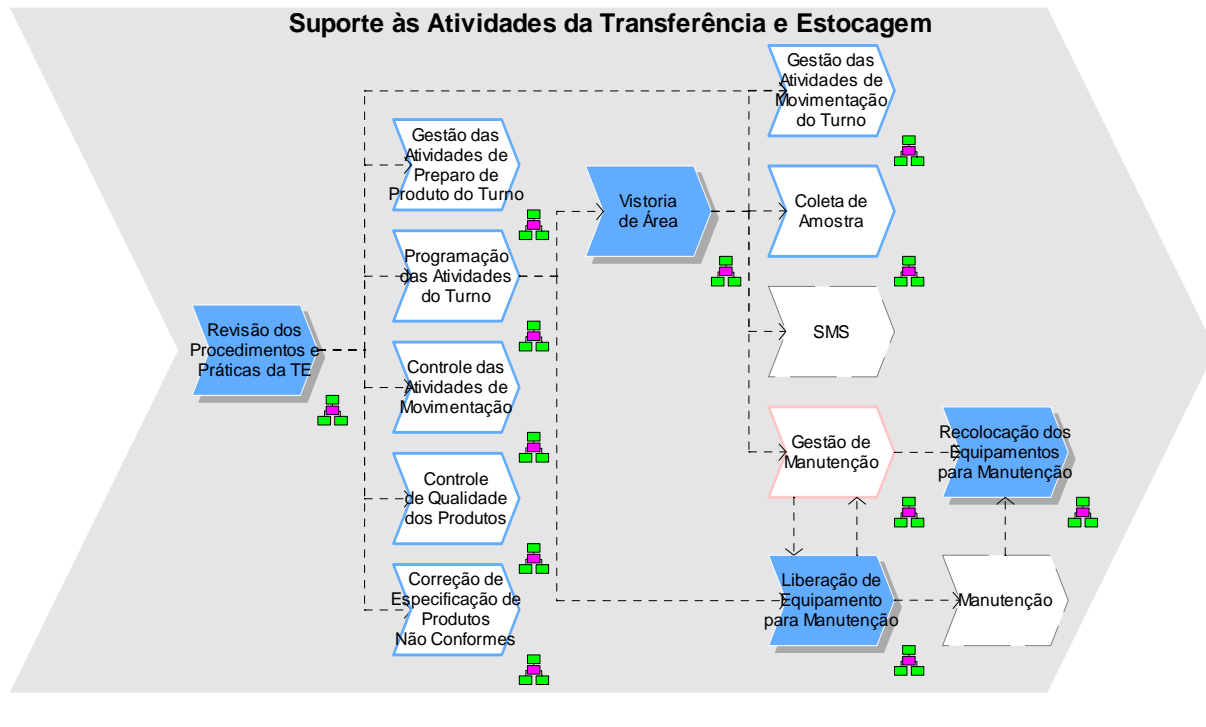 Suporte às Atividades da Transferência e Estocagem
Revisão dos
Procedimentos e
Práticas da TE
Gestão das
Atividades de
Preparo de
Produto do Turno
Programação
das Atividades
do Turno
Controle das
Atividades de
Movimentação
Controle
de Qualidade
dos Produtos
Correção de
Especificação de
Produtos
Não Conformes
Vistoria
de Área
Gestão das
Atividades de
Movimentação
do Turno
Coleta de
Amostra
SMS
Gestão de
Manutenção
Recolocação dos
Equipamentos
para Manutenção
Liberação de
Equipamento
para Manutenção
Manutenção